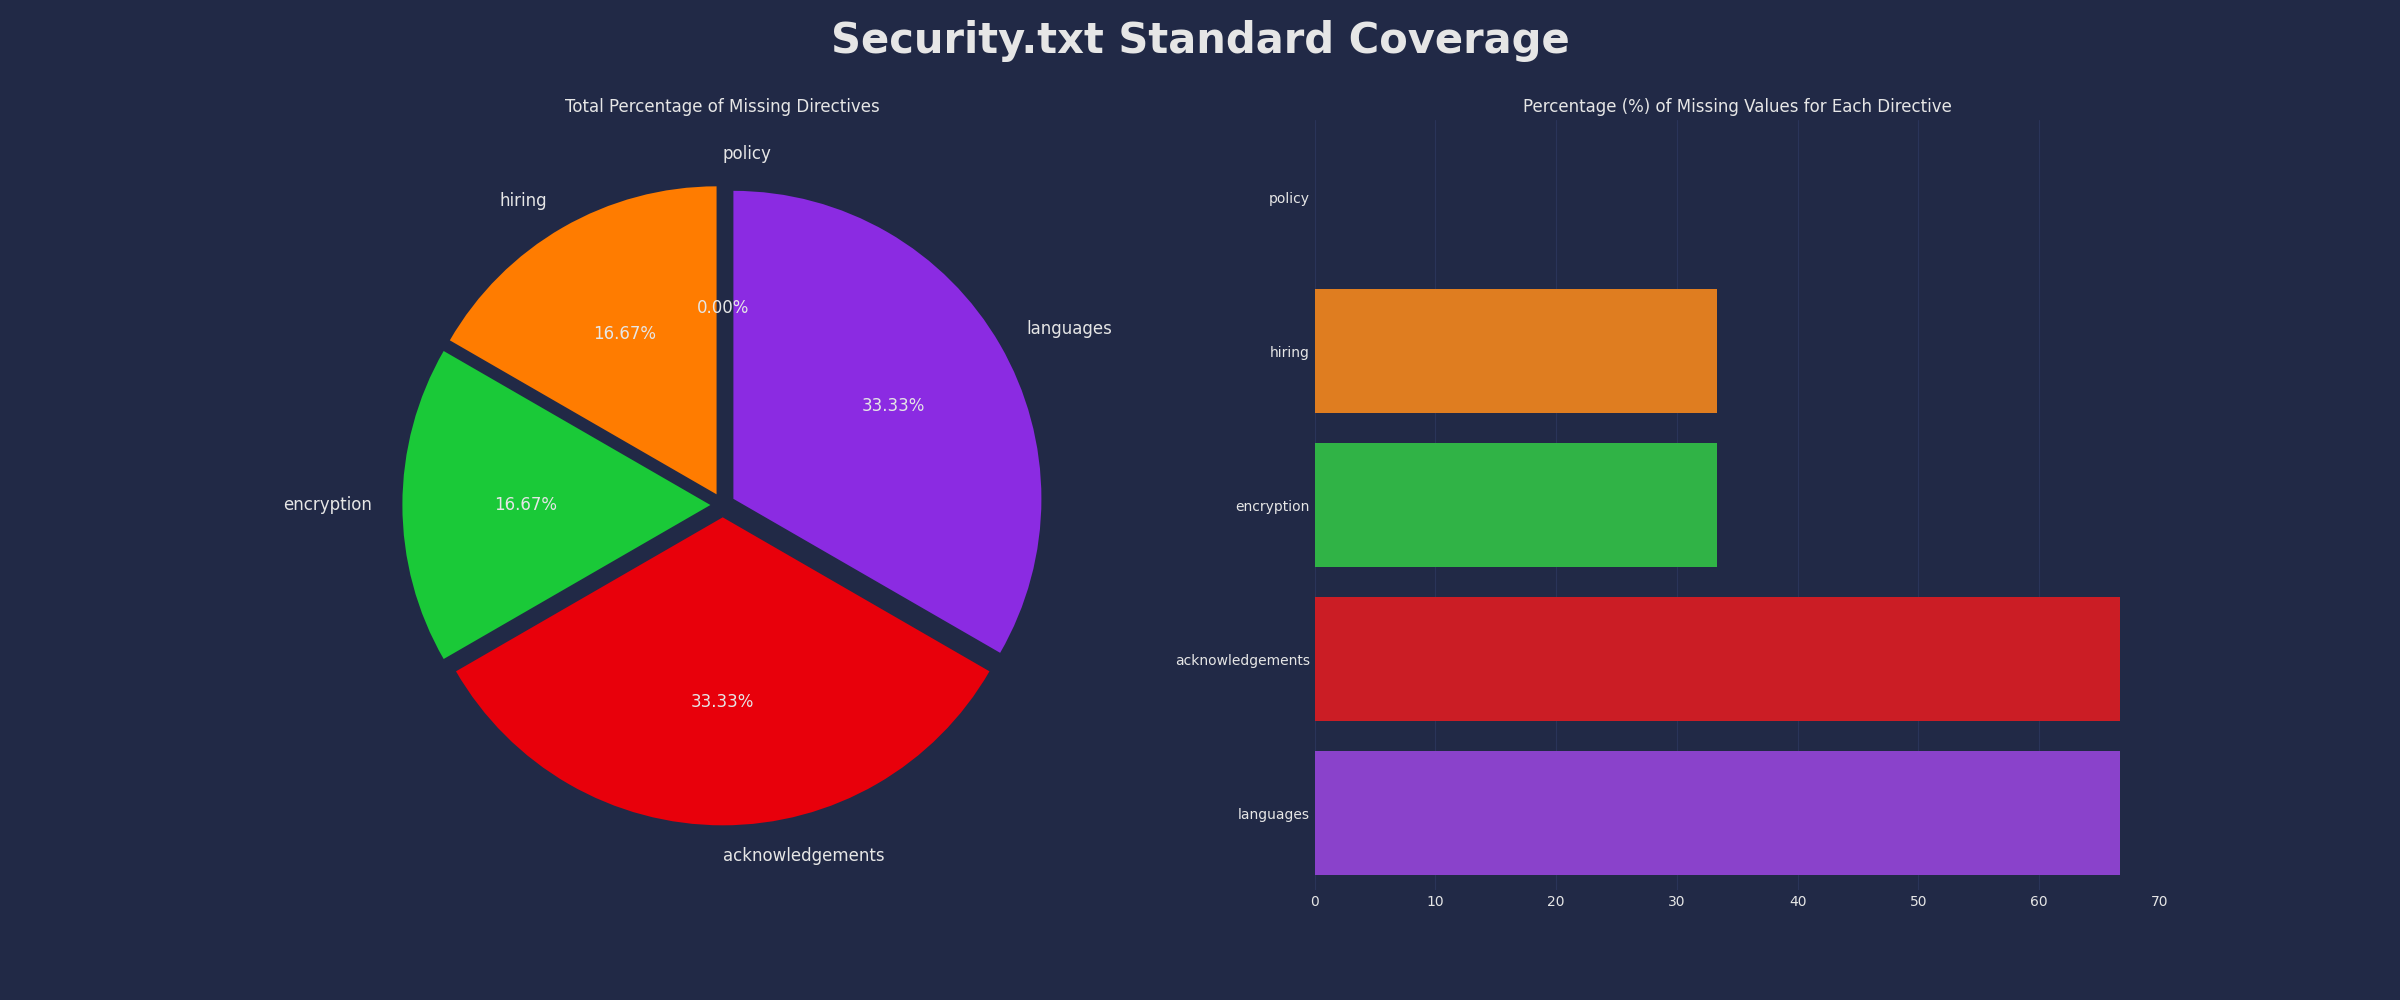 Security.txt Standard Coverage
Total Percentage of Missing Directives
policy
hiring
0.00%
16.67%
languages
33.33%
encryption
16.67%
33.33%
acknowledgements
Percentage (%) of Missing Values for Each Directive
policy
hiring
encryption
acknowledgements
languages
0 10 20 30 40 50 60 70